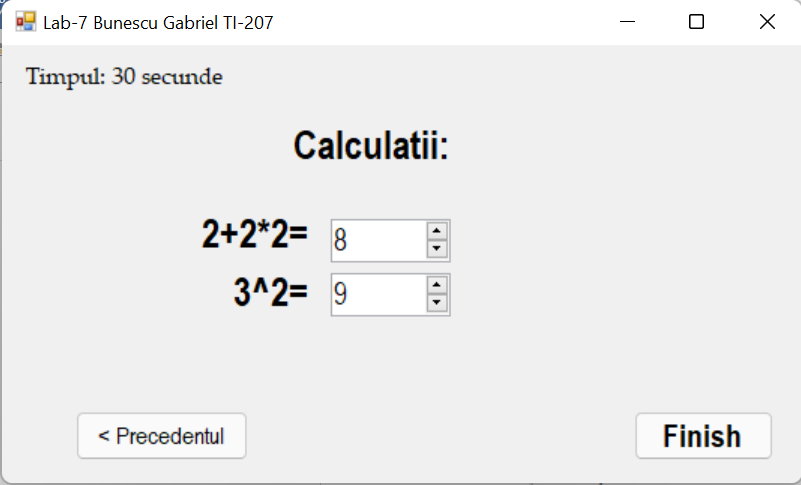 Lab-7 Bunescu Gabriel TI-207
Timpul: 30 secunde
Calculatii:
2+2*2= 8
3^2= 9
< Precedentul
Finish